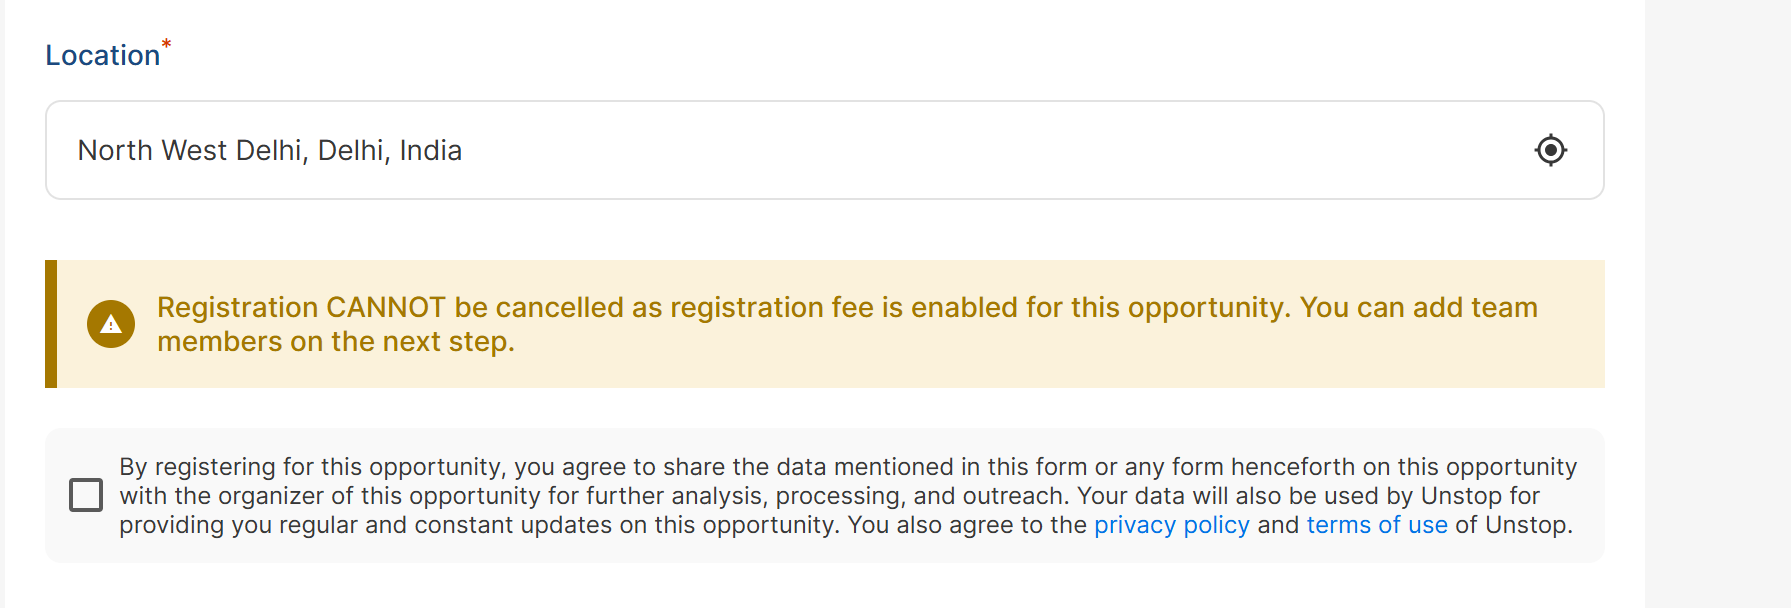 Location*
North West Delhi, Delhi, India
Registration CANNOT be cancelled as registration fee is enabled for this opportunity. You can add team
members on the next step.
By registering for this opportunity, you agree to share the data mentioned in this form or any form henceforth on this opportunity
with the organizer of this opportunity for further analysis, processing, and outreach. Your data will also be used by Unstop for
providing you regular and constant updates on this opportunity. You also agree to the privacy policy and terms of use of Unstop.